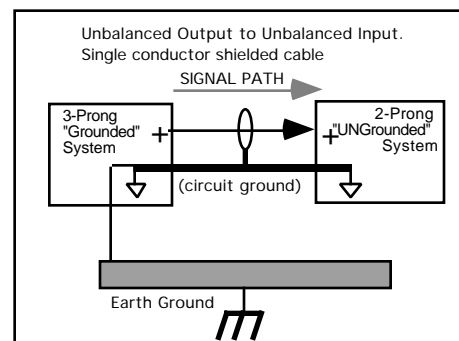 Unbalanced Output to Unbalanced Input.
Single conductor shielded cable
SIGNAL PATH
3-Prong
"Grounded"
System
+
2-Prong
"UNGrounded"
System
+
(circuit ground)
Earth Ground